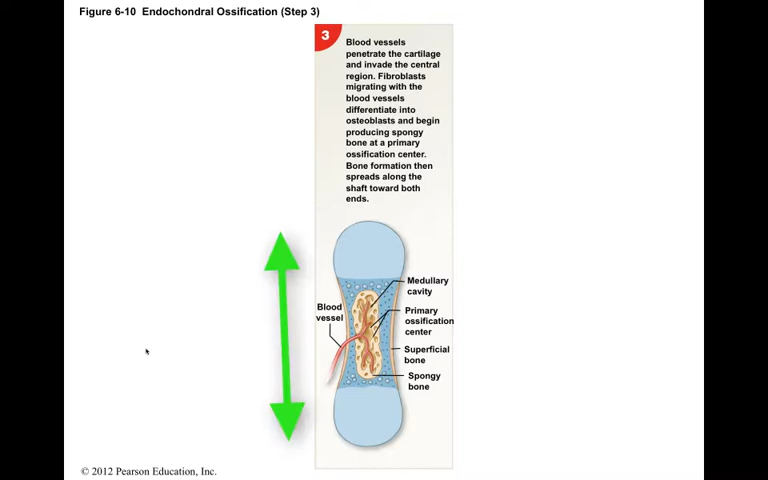 Figure 6-10 Endochondral Ossification (Step 3)
3
Blood vessels
penetrate the cartilage
and invade the central
region. Fibroblasts
migrating with the
blood vessels
differentiate into
osteoblasts and begin
producing spongy
bone at a primary
ossification center.
Bone formation then
spreads along the
shaft toward both
ends.
Medullary
cavity
Blood
vessel
Primary
ossification
center
Superficial
bone
Spongy
bone
© 2012 Pearson Education, Inc.